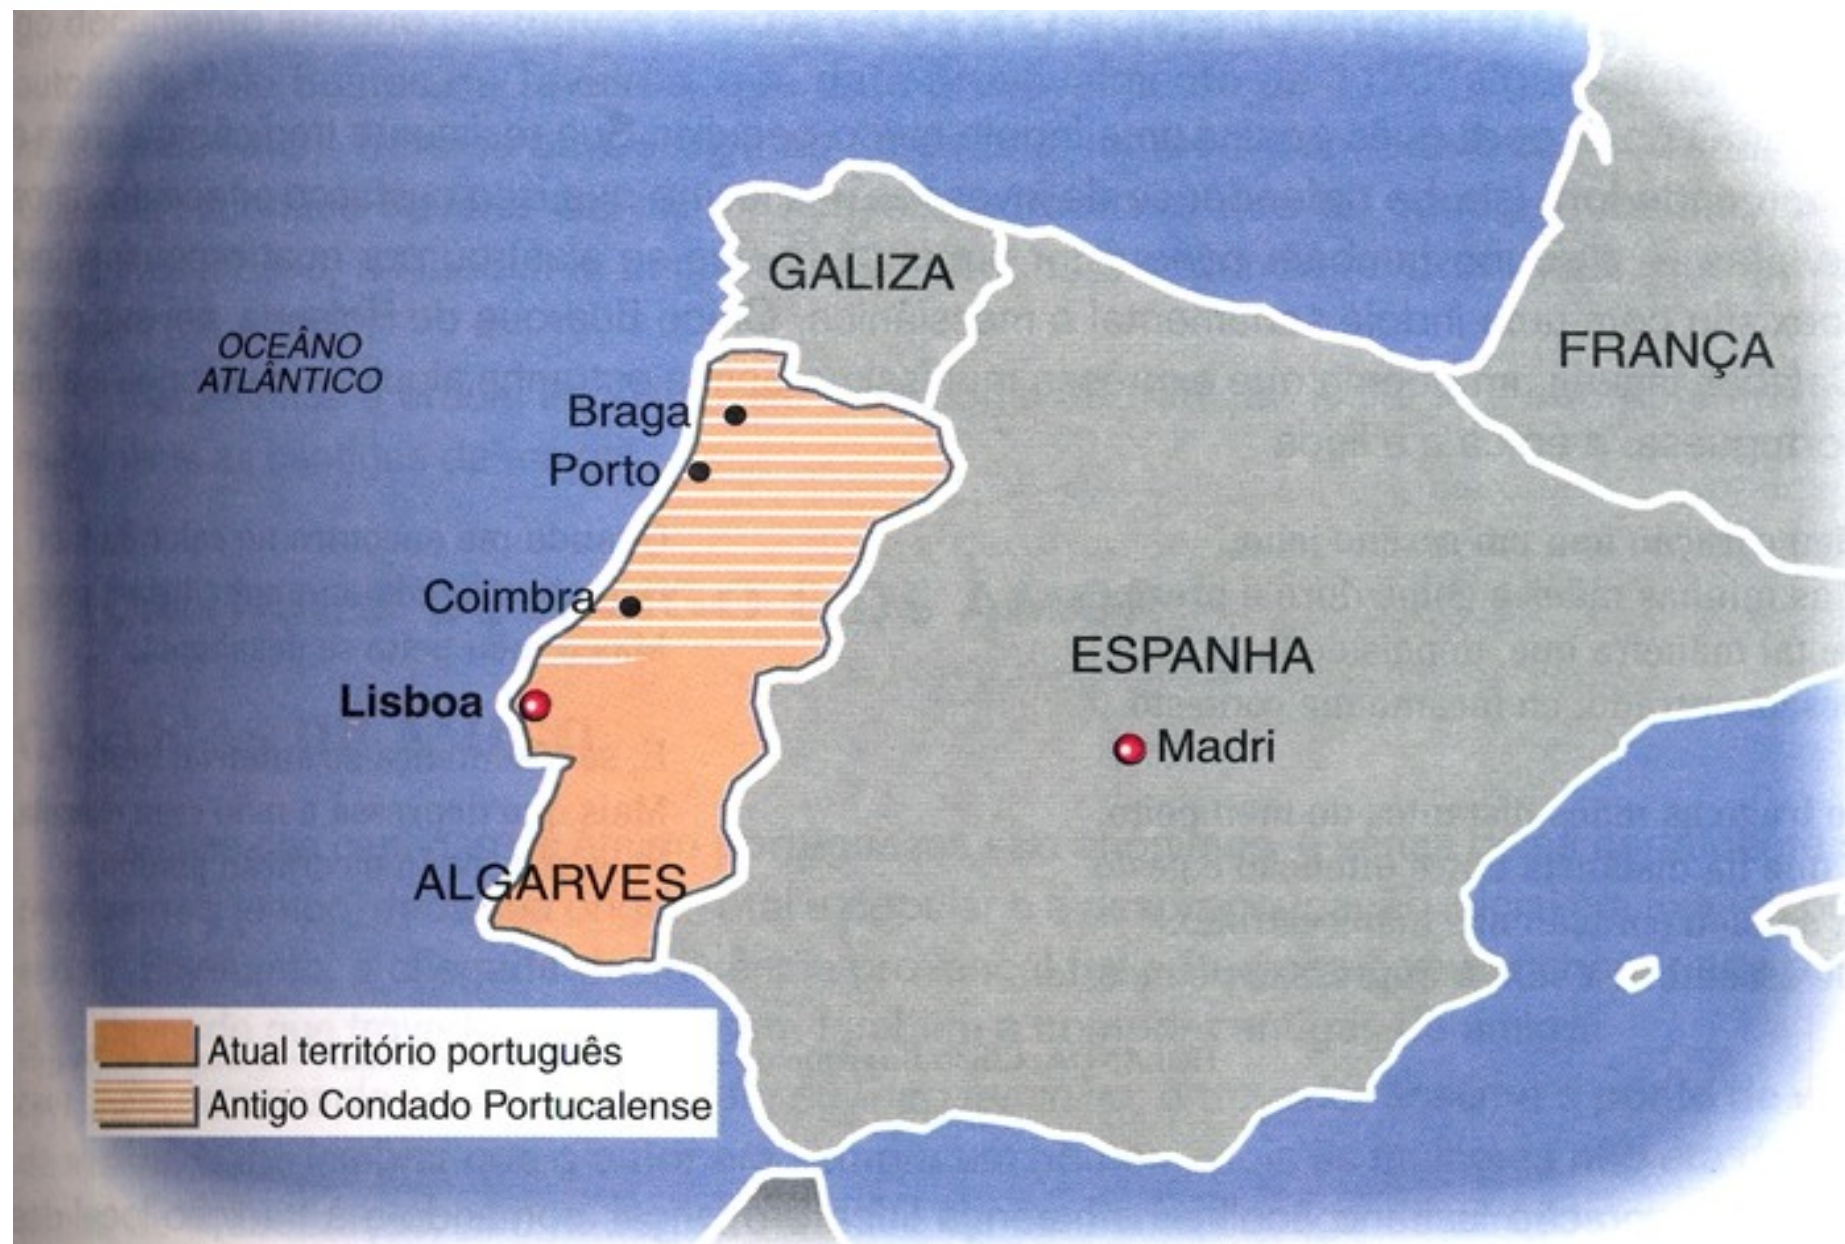 GALIZA
OCEÂNO
ATLÂNTICO
FRANÇA
Braga
Porto
Coimbra
ESPANHA
Lisboa
Madri
ALGARVES
Atual território português
Antigo Condado Portucalense